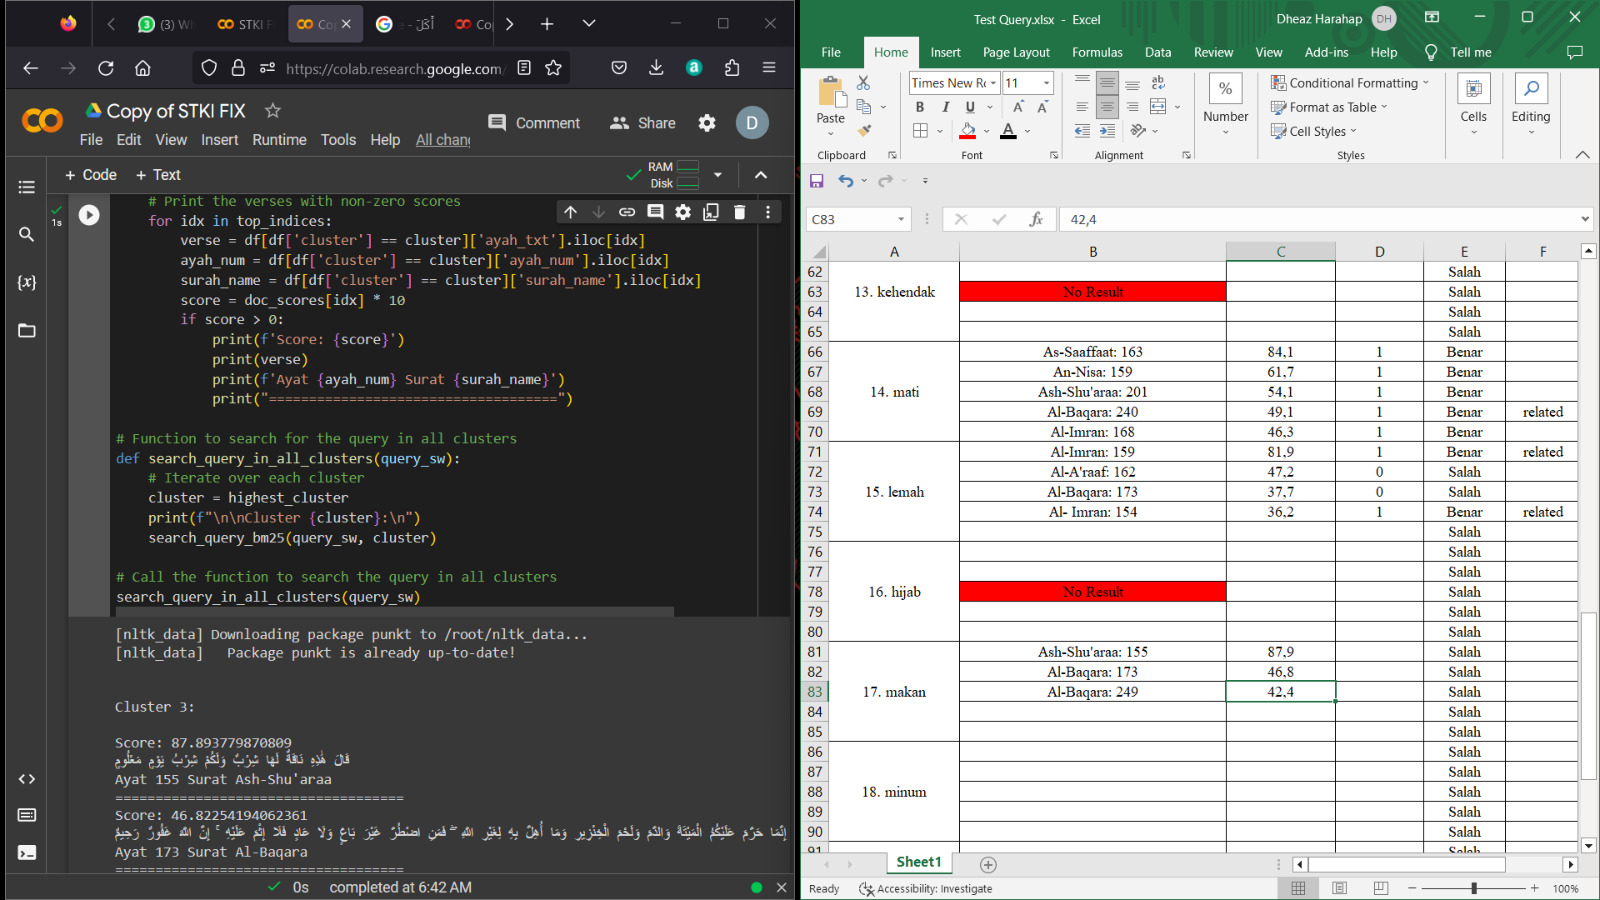 (3) W
STKI F
Co
أَكَلَ -
Co
https://colab.research.google.com/
Copy of STKI FIX
File Edit View Insert Runtime Tools Help All chang
Comment
Share
D
+ Code + Text
RAM
Disk
1s
# Print the verses with non-zero scores
for idx in top_indices:
verse = df[df['cluster'] == cluster]['ayah_txt'].iloc[idx]
ayah_num = df[df['cluster'] == cluster]['ayah_num'].iloc[idx]
surah_name = df[df['cluster'] == cluster]['surah_name'].iloc[idx]
score = doc_scores[idx] * 10
if score > 0:
print(f'Score: {score}')
print(verse)
print(f'Ayat {ayah_num} Surat {surah_name}')
print("====================================")
# Function to search for the query in all clusters
def search_query_in_all_clusters(query_sw):
# Iterate over each cluster
cluster = highest_cluster
print(f"\n\nCluster {cluster}:\n")
search_query_bm25(query_sw, cluster)
# Call the function to search the query in all clusters
search_query_in_all_clusters(query_sw)
[nltk_data] Downloading package punkt to /root/nltk_data...
[nltk_data] Package punkt is already up-to-date!
Cluster 3:
Score: 87.893779870809
قَالَ هَٰذِهِ نَاقَةٌ لَهَا شِرْبٌ وَلَكُمْ شِرْبُ يَوْمٍ مَعْلُومٍ
Ayat 155 Surat Ash-Shu'araa
====================================
Score: 46.82254194062361
إِنَّمَا حَرَّمَ عَلَيْكُمُ الْمَيْتَةَ وَالدَّمَ وَلَحْمَ الْخِنْزِيرِ وَمَا أُهِلَّ بِهِ لِغَيْرِ اللَّهِ ۖ فَمَنِ اضْطُرَّ غَيْرَ بَاغٍ وَلَا عَادٍ فَلَا إِثْمَ عَلَيْهِ ۚ إِنَّ اللَّهَ غَفُورٌ رَحِيمٌ
Ayat 173 Surat Al-Baqara
====================================
0s completed at 6:42 AM
Test Query.xlsx - Excel
Dheaz Harahap DH
File Home Insert Page Layout Formulas Data Review View Add-ins Help Tell me
Paste
Clipboard
Times New R 11
B I U
Font
ab
Alignment
%
Number
Conditional Formatting
Format as Table
Cell Styles
Styles
Cells
Editing
C83 fx 42,4
A B C D E F
62 Salah
63 13. kehendak No Result Salah
64 Salah
65 Salah
66 As-Saaffaat: 163 84,1 1 Benar
67 An-Nisa: 159 61,7 1 Benar
68 14. mati Ash-Shu'araa: 201 54,1 1 Benar
69 Al-Baqara: 240 49,1 1 Benar related
70 Al-Imran: 168 46,3 1 Benar
71 Al-Imran: 159 81,9 1 Benar related
72 Al-A'raaf: 162 47,2 0 Salah
73 15. lemah Al-Baqara: 173 37,7 0 Salah
74 Al- Imran: 154 36,2 1 Benar related
75 Salah
76 Salah
77 Salah
78 16. hijab No Result Salah
79 Salah
80 Salah
81 Ash-Shu'araa: 155 87,9 Salah
82 Al-Baqara: 173 46,8 Salah
83 17. makan Al-Baqara: 249 42,4 Salah
84 Salah
85 Salah
86 Salah
87 Salah
88 18. minum Salah
89 Salah
90 Salah
91 Salah
Sheet1
Ready Accessibility: Investigate 100%